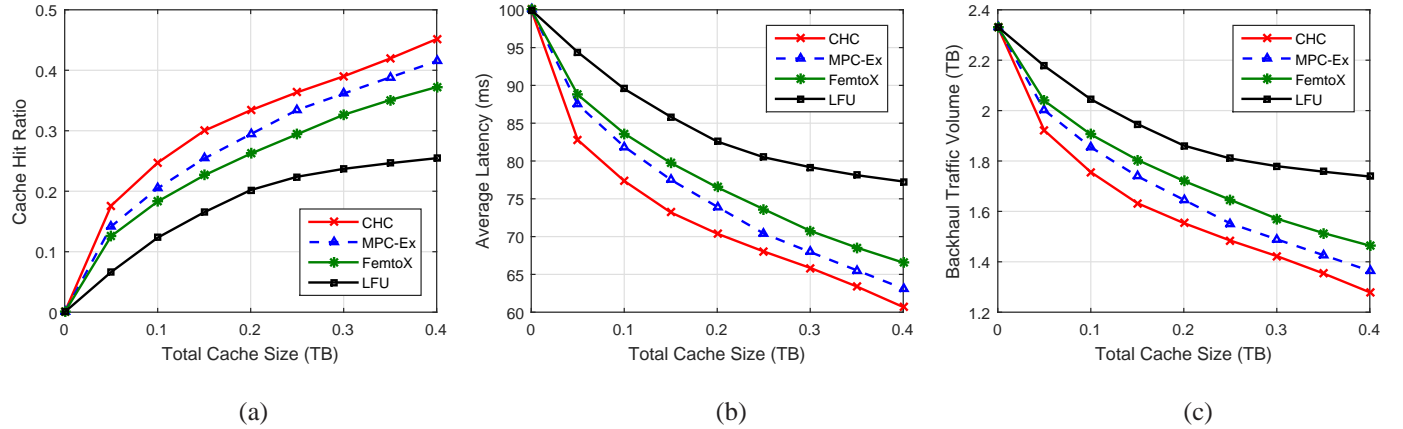 0.5
0.4
0.3
0.2
0.1
0
0
0.1
0.2
0.3
0.4
Cache Hit Ratio
Total Cache Size (TB)
CHC
MPC-Ex
FemtoX
LFU
(a)
100
95
90
85
80
75
70
65
60
0
0.1
0.2
0.3
0.4
Average Latency (ms)
Total Cache Size (TB)
CHC
MPC-Ex
FemtoX
LFU
(b)
2.4
2.2
2
1.8
1.6
1.4
1.2
0
0.1
0.2
0.3
0.4
Backhaul Traffic Volume (TB)
Total Cache Size (TB)
CHC
MPC-Ex
FemtoX
LFU
(c)